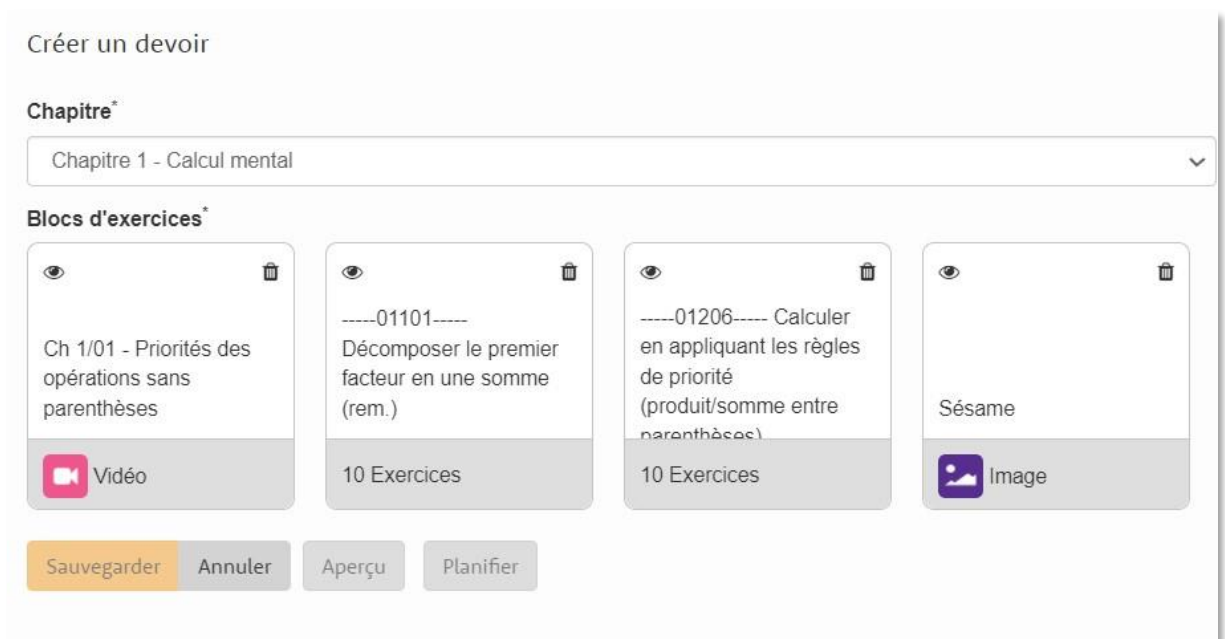 Créer un devoir
Chapitre*
Chapitre 1 - Calcul mental
Blocs d'exercices*
Ch 1/01 - Priorités des
opérations sans
parenthèses
Vidéo
-----01101-----
Décomposer le premier
facteur en une somme
(rem.)
10 Exercices
-----01206----- Calculer
en appliquant les règles
de priorité
(produit/somme entre
parenthèses)
10 Exercices
Sésame
Image
Sauvegarder Annuler Aperçu Planifier